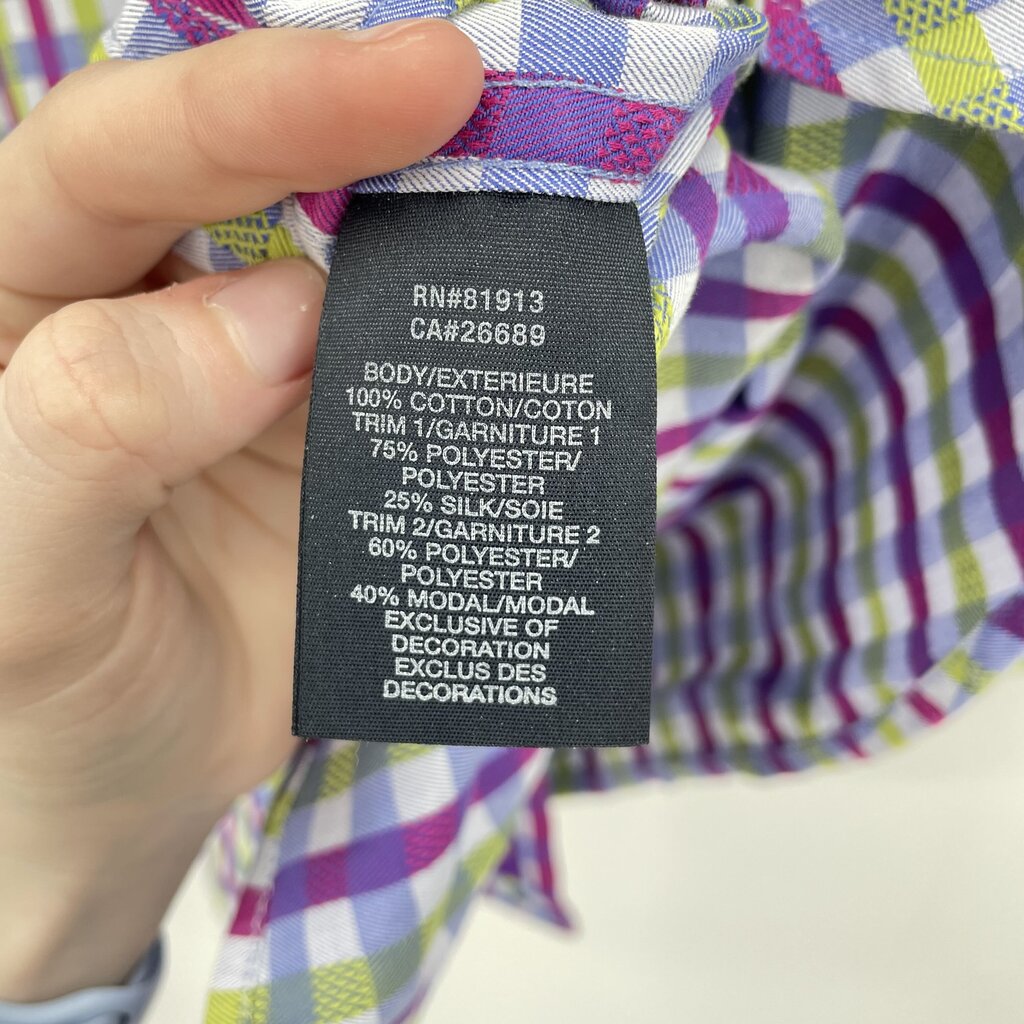 RN#81913
CA#26689
BODY/EXTERIEURE
100% COTTON/COTON
TRIM 1/GARNITURE 1
75% POLYESTER/
POLYESTER
25% SILK/SOIE
TRIM 2/GARNITURE 2
60% POLYESTER/
POLYESTER
40% MODAL/MODAL
EXCLUSIVE OF
DECORATION
EXCLUS DES
DECORATIONS